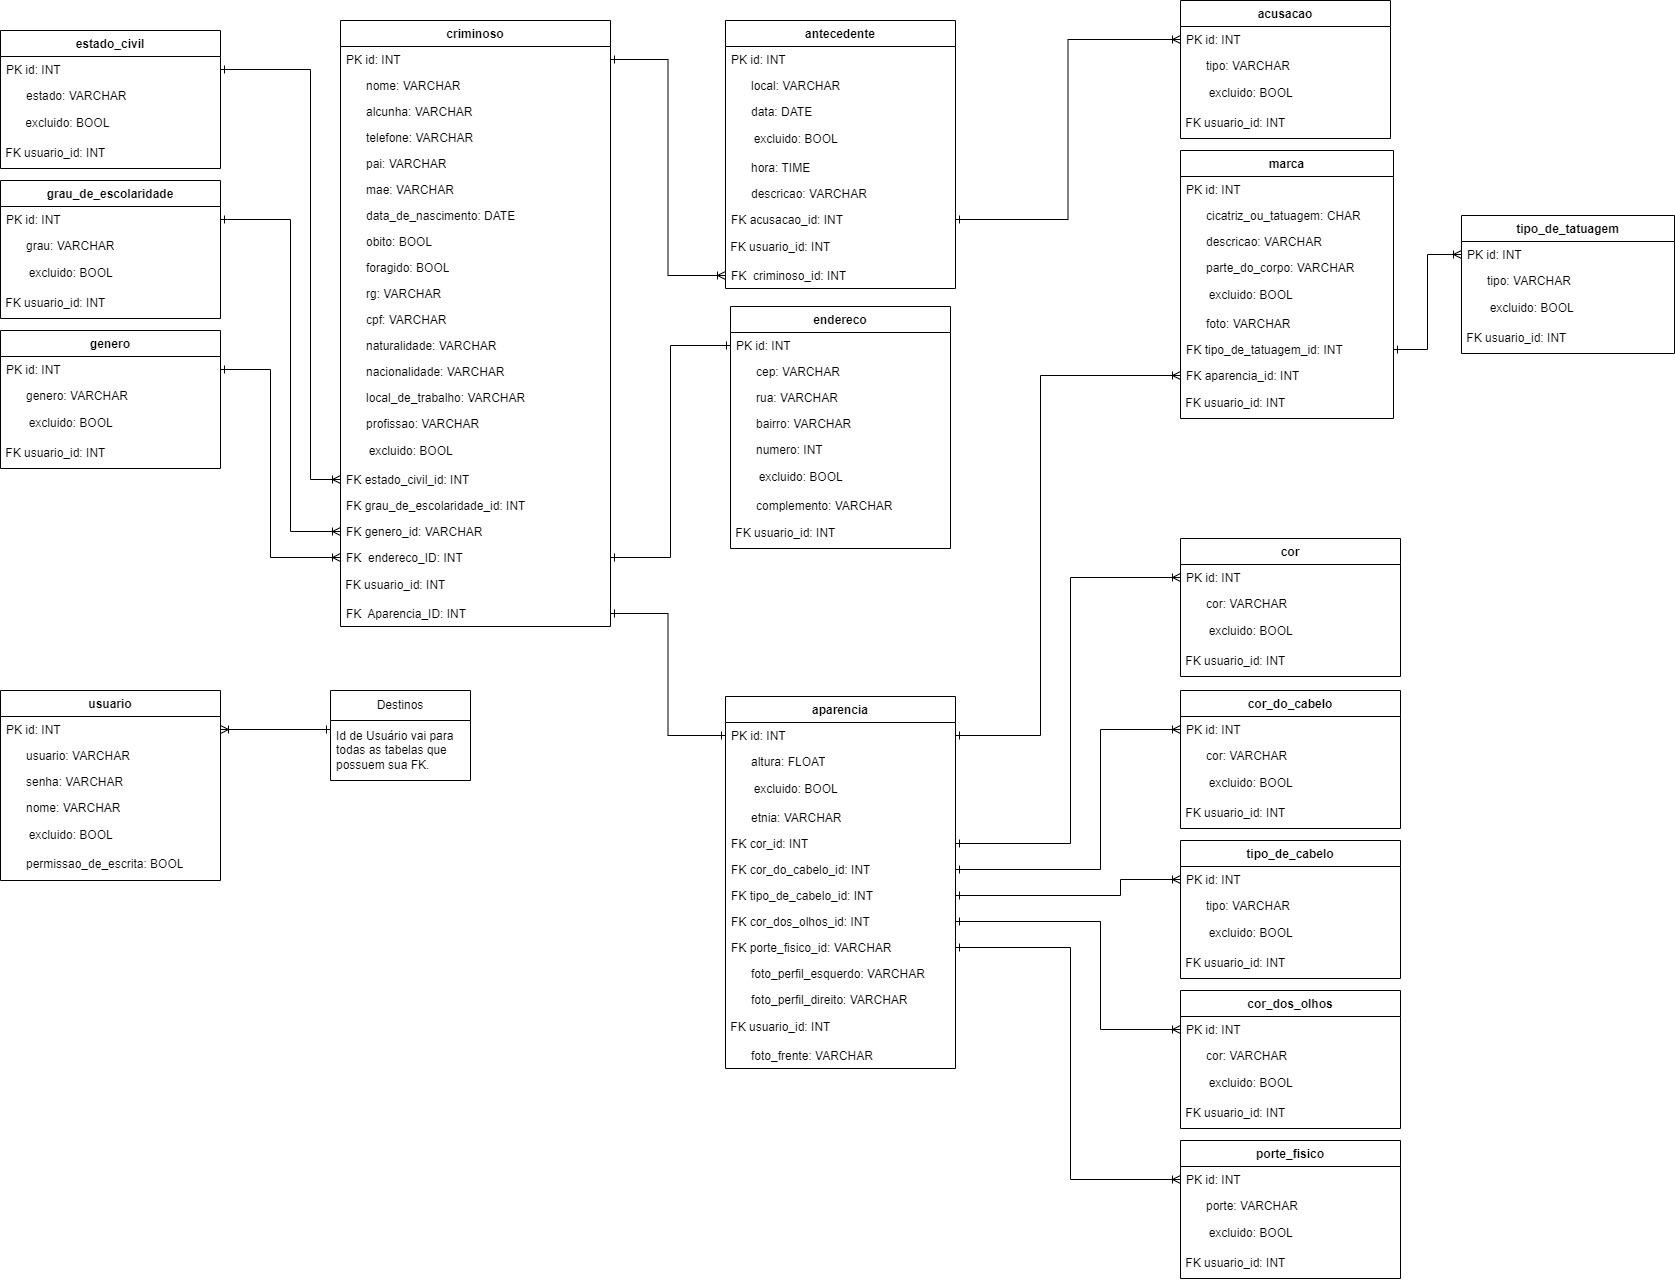 estado_civil
PK id: INT
estado: VARCHAR
excluido: BOOL
FK usuario_id: INT
grau_de_escolaridade
PK id: INT
grau: VARCHAR
excluido: BOOL
FK usuario_id: INT
genero
PK id: INT
genero: VARCHAR
excluido: BOOL
FK usuario_id: INT
criminoso
PK id: INT
nome: VARCHAR
alcunha: VARCHAR
telefone: VARCHAR
pai: VARCHAR
mae: VARCHAR
data_de_nascimento: DATE
obito: BOOL
foragido: BOOL
rg: VARCHAR
cpf: VARCHAR
naturalidade: VARCHAR
nacionalidade: VARCHAR
local_de_trabalho: VARCHAR
profissao: VARCHAR
excluido: BOOL
FK estado_civil_id: INT
FK grau_de_escolaridade_id: INT
FK genero_id: VARCHAR
FK endereco_ID: INT
FK usuario_id: INT
FK Aparencia_ID: INT
antecedente
PK id: INT
local: VARCHAR
data: DATE
excluido: BOOL
hora: TIME
descricao: VARCHAR
FK acusacao_id: INT
FK usuario_id: INT
FK criminoso_id: INT
endereco
PK id: INT
cep: VARCHAR
rua: VARCHAR
bairro: VARCHAR
numero: INT
excluido: BOOL
complemento: VARCHAR
FK usuario_id: INT
acusacao
PK id: INT
tipo: VARCHAR
excluido: BOOL
FK usuario_id: INT
marca
PK id: INT
cicatriz_ou_tatuagem: CHAR
descricao: VARCHAR
parte_do_corpo: VARCHAR
excluido: BOOL
foto: VARCHAR
FK tipo_de_tatuagem_id: INT
FK aparencia_id: INT
FK usuario_id: INT
tipo_de_tatuagem
PK id: INT
tipo: VARCHAR
excluido: BOOL
FK usuario_id: INT
usuario
PK id: INT
usuario: VARCHAR
senha: VARCHAR
nome: VARCHAR
excluido: BOOL
permissao_de_escrita: BOOL
Destinos
Id de Usuário vai para
todas as tabelas que
possuem sua FK.
aparencia
PK id: INT
altura: FLOAT
excluido: BOOL
etnia: VARCHAR
FK cor_id: INT
FK cor_do_cabelo_id: INT
FK tipo_de_cabelo_id: INT
FK cor_dos_olhos_id: INT
FK porte_fisico_id: VARCHAR
foto_perfil_esquerdo: VARCHAR
foto_perfil_direito: VARCHAR
FK usuario_id: INT
foto_frente: VARCHAR
cor
PK id: INT
cor: VARCHAR
excluido: BOOL
FK usuario_id: INT
cor_do_cabelo
PK id: INT
cor: VARCHAR
excluido: BOOL
FK usuario_id: INT
tipo_de_cabelo
PK id: INT
tipo: VARCHAR
excluido: BOOL
FK usuario_id: INT
cor_dos_olhos
PK id: INT
cor: VARCHAR
excluido: BOOL
FK usuario_id: INT
porte_fisico
PK id: INT
porte: VARCHAR
excluido: BOOL
FK usuario_id: INT